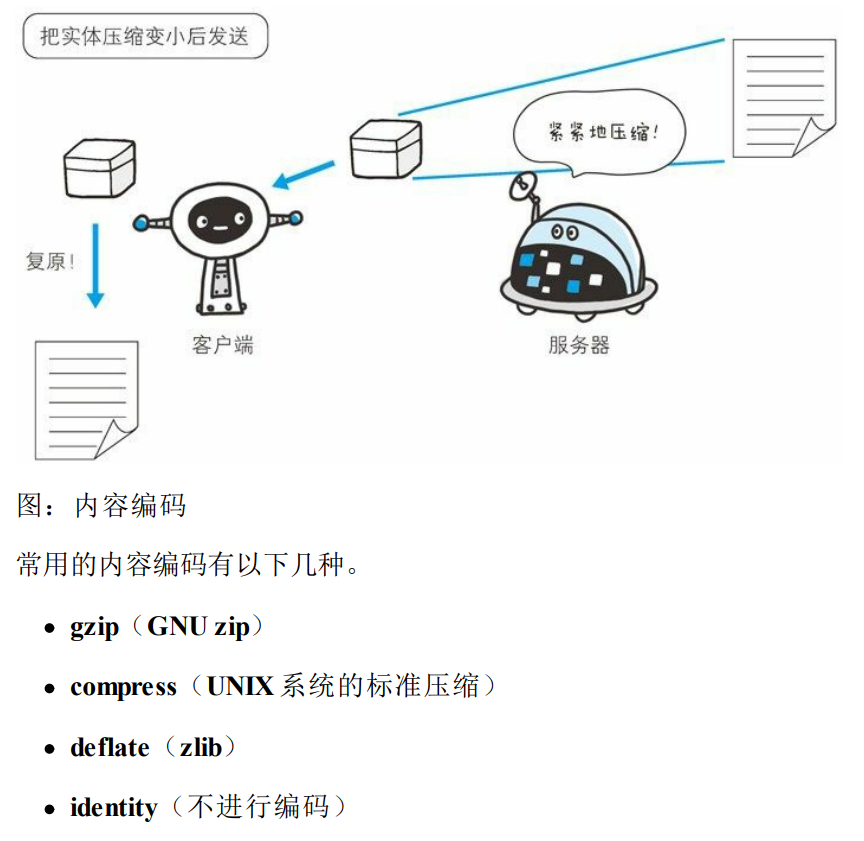 把实体压缩变小后发送
紧紧地压缩！
复原！
客户端
服务器
图：内容编码
常用的内容编码有以下几种。
• gzip（GNU zip）
• compress（UNIX 系统的标准压缩）
• deflate（zlib）
• identity（不进行编码）